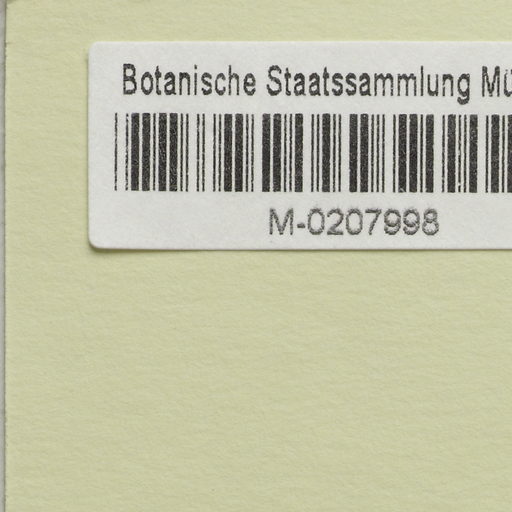 Botanische Staatssammlung Mü
M-0207998